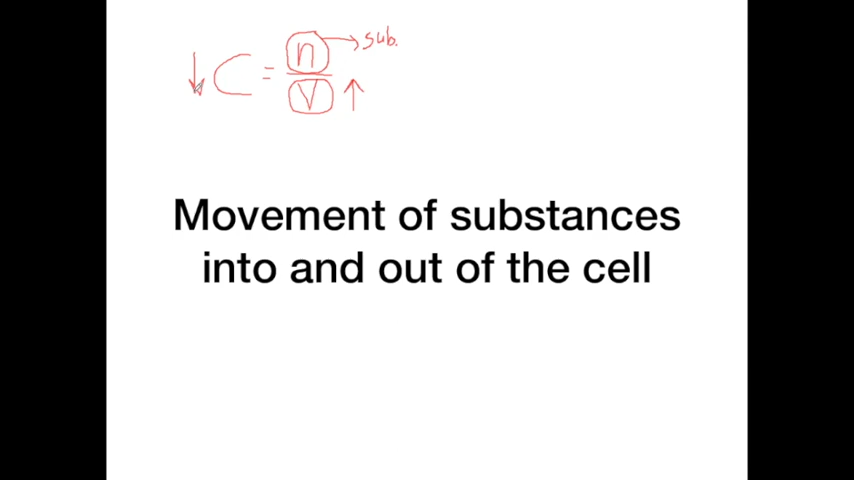 ↓ C = n/V ↑ → sub.
Movement of substances
into and out of the cell